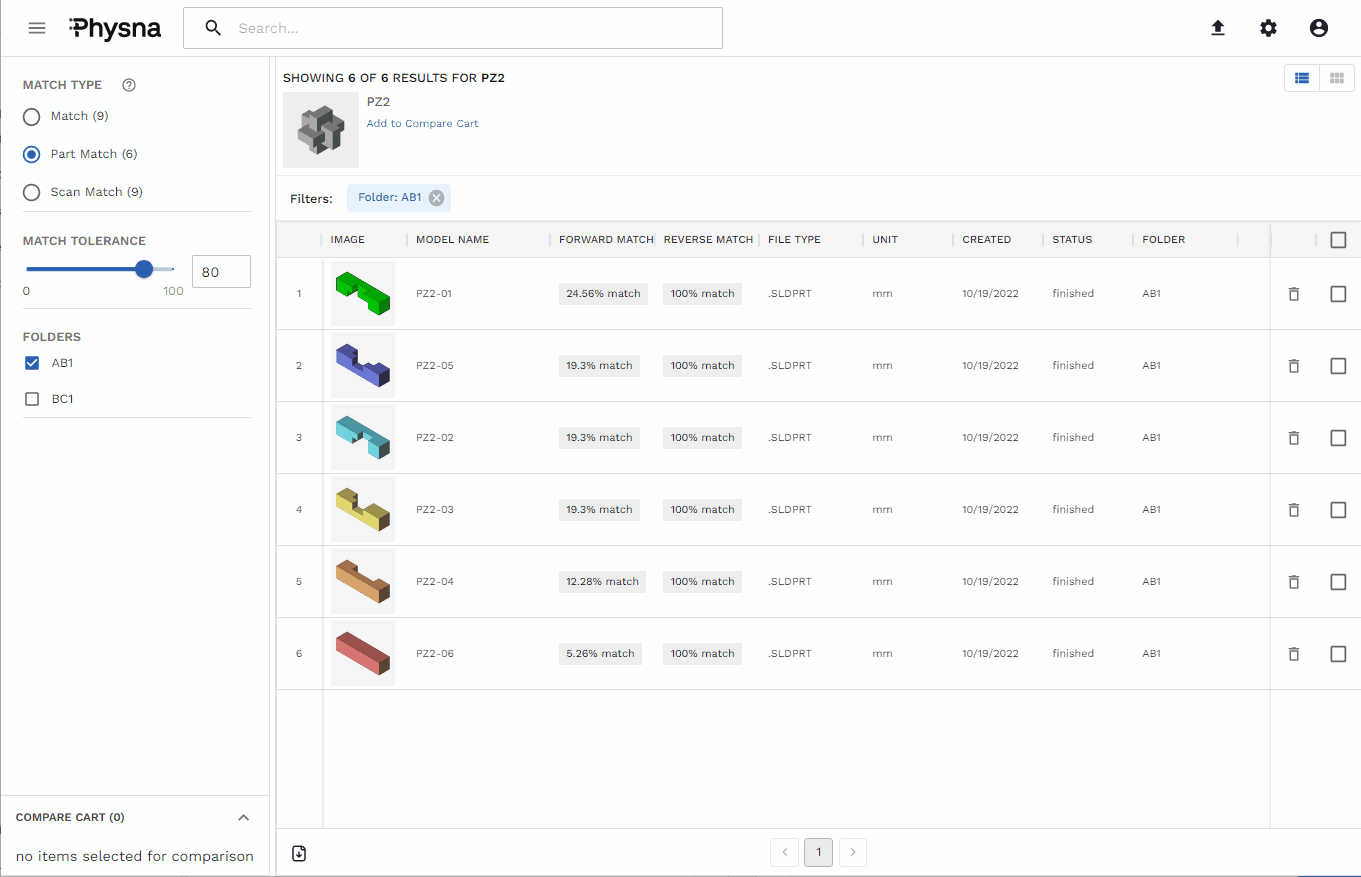 Physna
Search...
MATCH TYPE
Match (9)
Part Match (6)
Scan Match (9)
MATCH TOLERANCE
80
0 100
FOLDERS
AB1
BC1
COMPARE CART (0)
no items selected for comparison
SHOWING 6 OF 6 RESULTS FOR PZ2
PZ2
Add to Compare Cart
Filters: Folder: AB1
IMAGE MODEL NAME FORWARD MATCH REVERSE MATCH FILE TYPE UNIT CREATED STATUS FOLDER
1 PZ2-01 24.56% match 100% match .SLDPRT mm 10/19/2022 finished AB1
2 PZ2-05 19.3% match 100% match .SLDPRT mm 10/19/2022 finished AB1
3 PZ2-02 19.3% match 100% match .SLDPRT mm 10/19/2022 finished AB1
4 PZ2-03 19.3% match 100% match .SLDPRT mm 10/19/2022 finished AB1
5 PZ2-04 12.28% match 100% match .SLDPRT mm 10/19/2022 finished AB1
6 PZ2-06 5.26% match 100% match .SLDPRT mm 10/19/2022 finished AB1
1